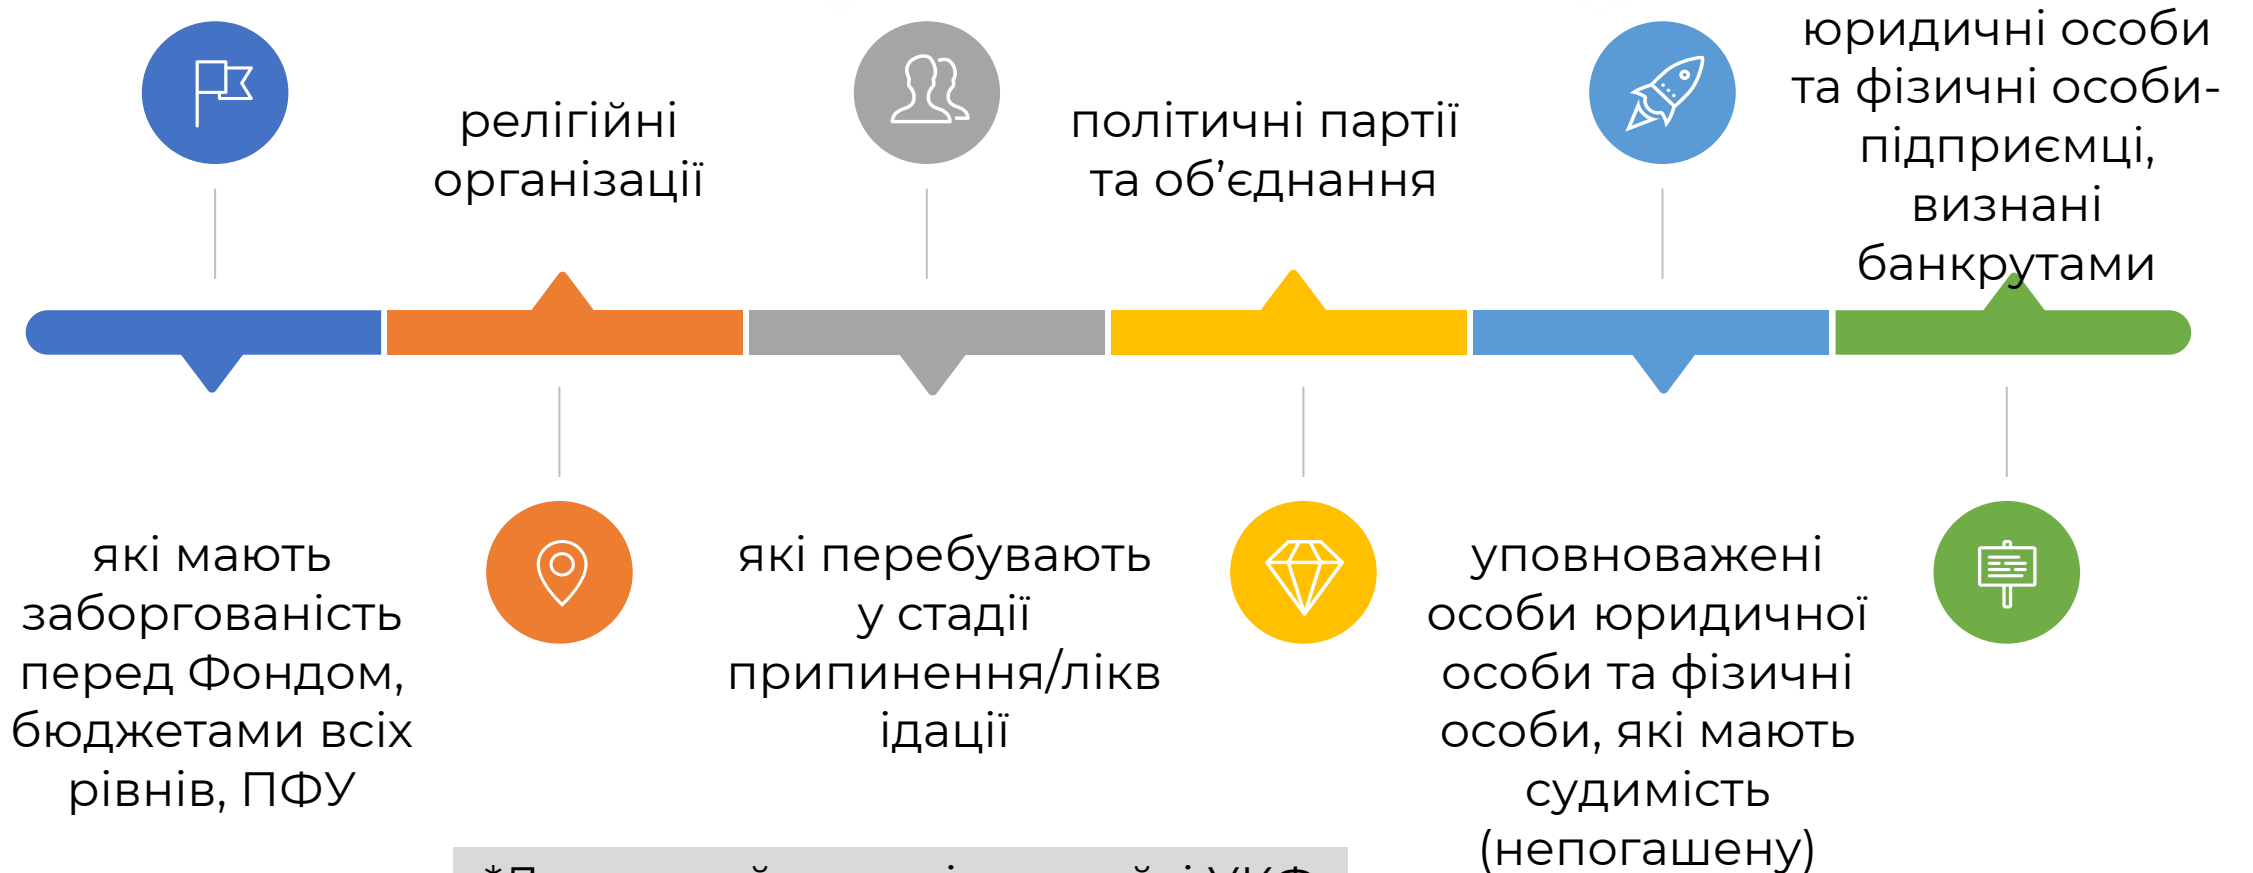 які мають
заборгованість
перед Фондом,
бюджетами всіх
рівнів, ПФУ
релігійні
організації
які перебувають
у стадії
припинення/лікв
ідації
політичні партії
та об’єднання
уповноважені
особи юридичної
особи та фізичні
особи, які мають
судимість
(непогашену)
юридичні особи
та фізичні особи-
підприємці,
визнані
банкрутами